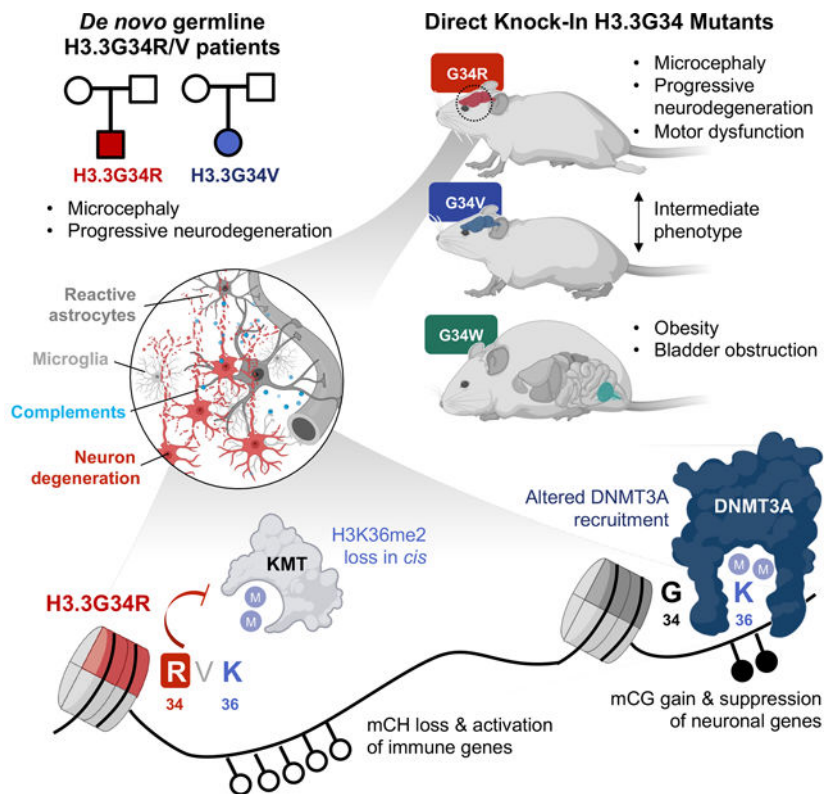 De novo germline
H3.3G34R/V patients
H3.3G34R
H3.3G34V
• Microcephaly
• Progressive neurodegeneration
Direct Knock-In H3.3G34 Mutants
G34R
• Microcephaly
• Progressive
neurodegeneration
• Motor dysfunction
G34V
Intermediate
phenotype
G34W
• Obesity
• Bladder obstruction
Reactive
astrocytes
Microglia
Complements
Neuron
degeneration
Altered DNMT3A
recruitment
DNMT3A
M M
G K
34 36
mCG gain & suppression
of neuronal genes
H3K36me2
loss in cis
KMT
M
M
H3.3G34R
R V K
34 36
mCH loss & activation
of immune genes